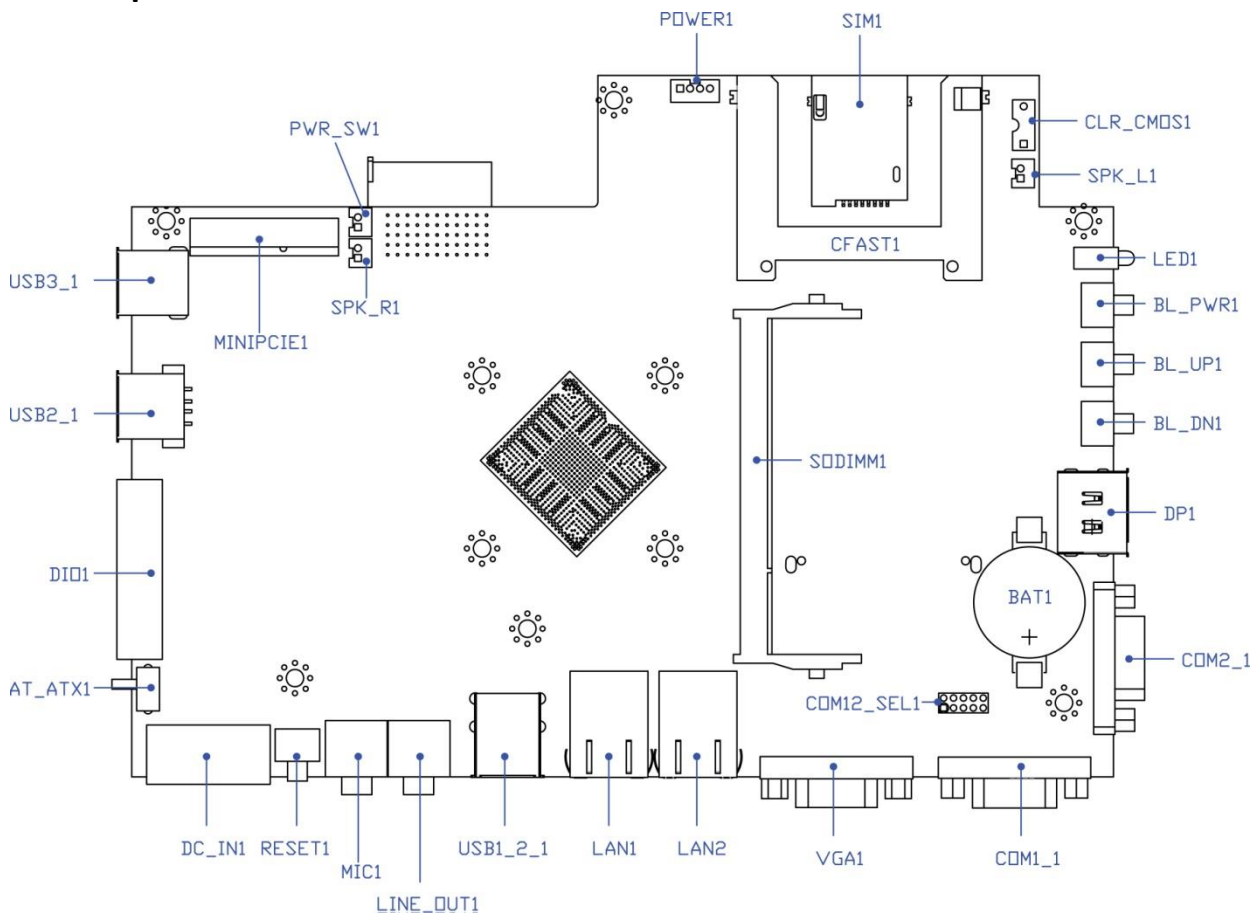 POWER1
SIM1
PWR_SW1
CLR_CMOS1
SPK_L1
CFAST1
LED1
USB3_1
SPK_R1
BL_PWR1
MINIPCIE1
BL_UP1
USB2_1
BL_DN1
SODIMM1
DP1
DIO1
BAT1
COM2_1
AT_ATX1
COM12_SEL1
DC_IN1
RESET1
MIC1
LINE_OUT1
USB1_2_1
LAN1
LAN2
VGA1
COM1_1